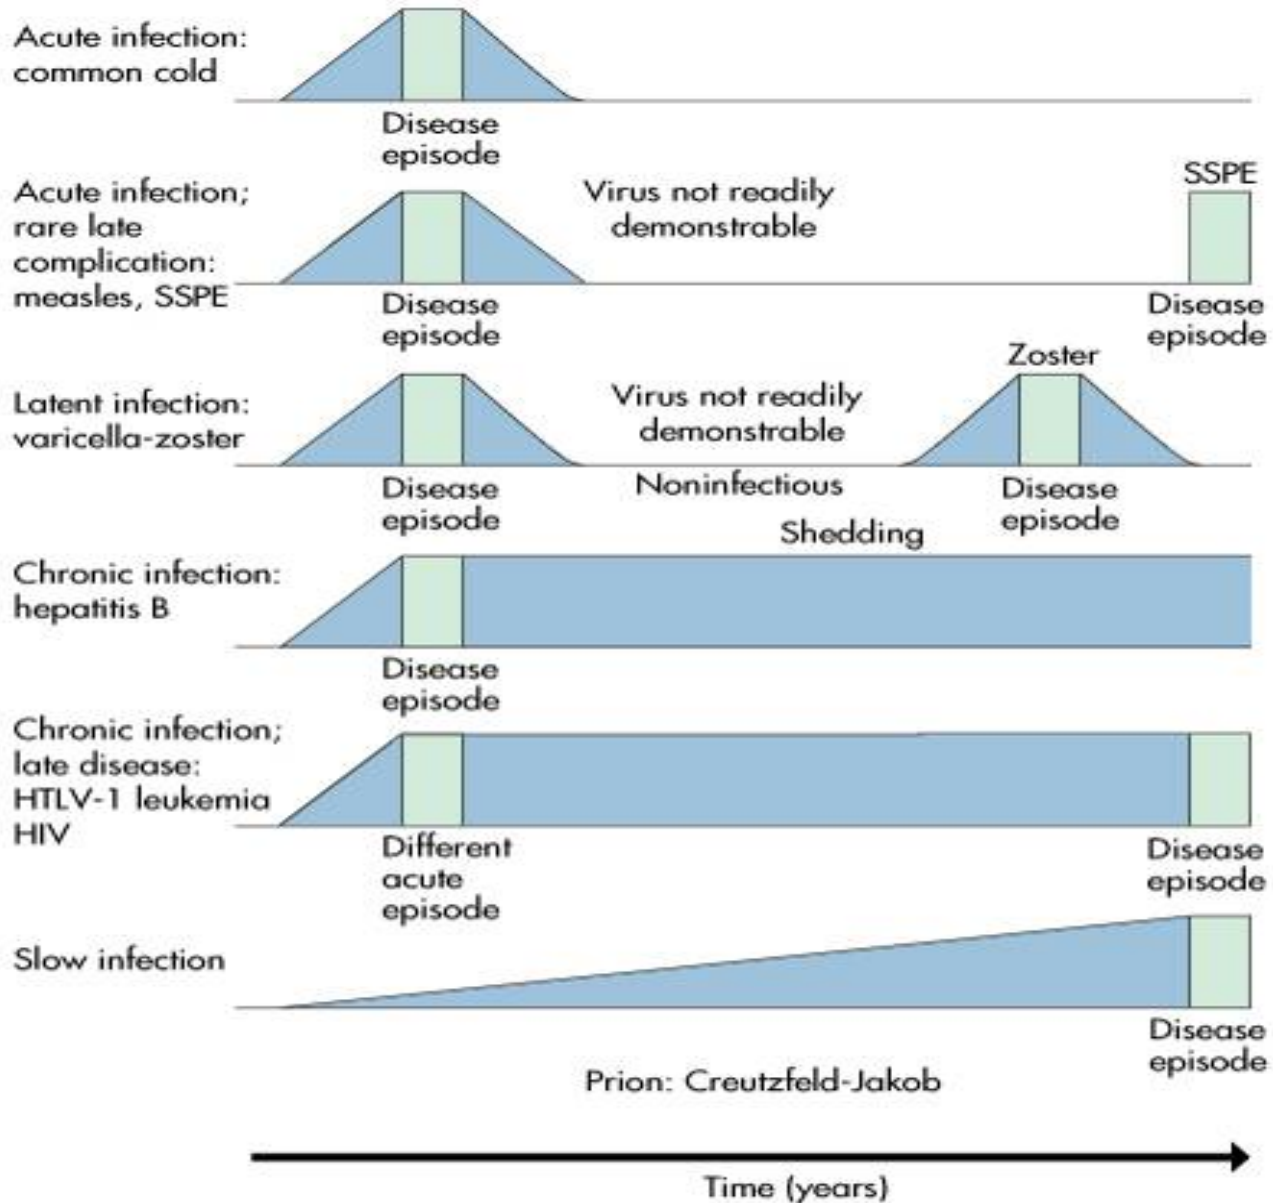 Acute infection:
common cold
Disease
episode
Acute infection;
rare late
complication:
measles, SSPE
Disease
episode
Virus not readily
demonstrable
SSPE
Disease
episode
Latent infection:
varicella-zoster
Disease
episode
Virus not readily
demonstrable
Noninfectious
Zoster
Disease
episode
Chronic infection:
hepatitis B
Disease
episode
Shedding
Chronic infection;
late disease:
HTLV-1 leukemia
HIV
Different
acute
episode
Disease
episode
Slow infection
Disease
episode
Prion: Creutzfeld-Jakob
Time (years)